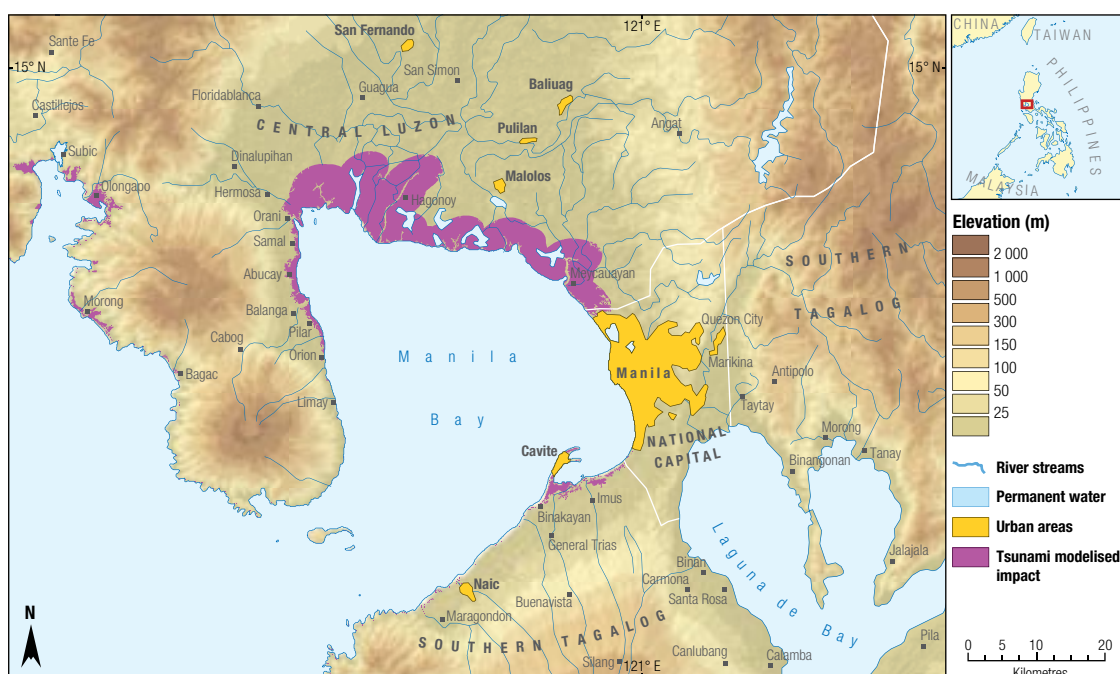 121° E
15° N
15° N
Sante Fe
San Fernando
San Simon
Castillejos
Floridablanca
Guagua
Baliuag
CENTRAL LUZON
Pulilan
Angat
Subic
Dinalupihan
Malolos
Olongapo
Hermosa
Hagonoy
Orani
Samal
SOUTHERN
TAGALOG
Abucay
Meycauayan
Morong
Balanga
Pilar
Quezon City
Cabog
Orion
Manila
Bay
Manila
Marikina
Bagac
Antipolo
Limay
Taytay
NATIONAL
CAPITAL
Morong
Cavite
Tanay
Binangonan
Imus
Binakayan
General Trias
Laguna de Bay
Jalajala
Binan
Naic
Carmona
Buenavista
Santa Rosa
Maragondon
SOUTHERN TAGALOG
Pila
Canlubang
Silang
Calamba
121° E
N
CHINA
TAIWAN
PHILIPPINES
MALAYSIA
Elevation (m)
2 000
1 000
500
300
150
100
50
25
River streams
Permanent water
Urban areas
Tsunami modelised
impact
0 5 10 20
Kilometres